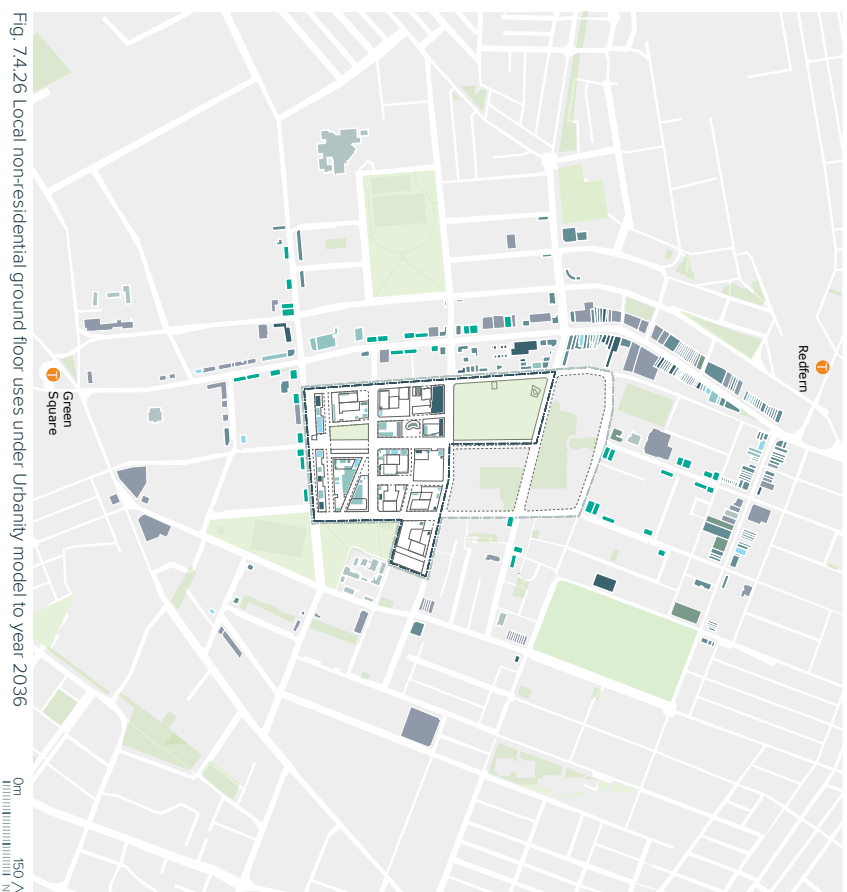 Fig. 7.4.26 Local non-residential ground floor uses under Urbanity model to year 2036
0m
150
N
T
Redfern
T
Green
Square